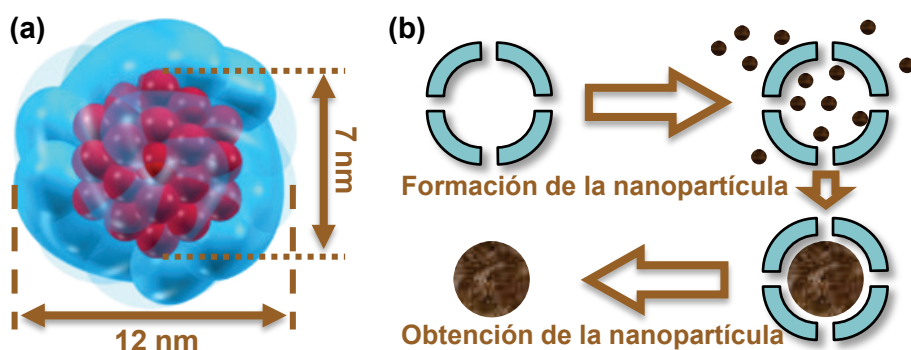 (a)
7 nm
12 nm
(b)
Formación de la nanopartícula
Obtención de la nanopartícula